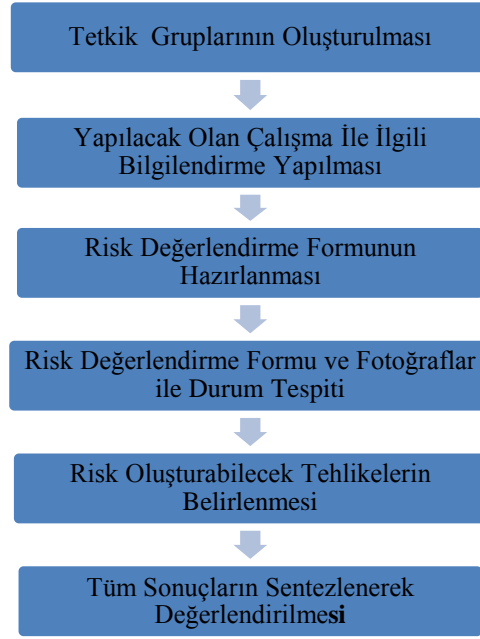 Tetkik Gruplarının Oluşturulması
Yapılacak Olan Çalışma İle İlgili
Bilgilendirme Yapılması
Risk Değerlendirme Formunun
Hazırlanması
Risk Değerlendirme Formu ve Fotoğraflar
ile Durum Tespiti
Risk Oluşturabilecek Tehlikelerin
Belirlenmesi
Tüm Sonuçların Sentezlenerek
Değerlendirilmesi